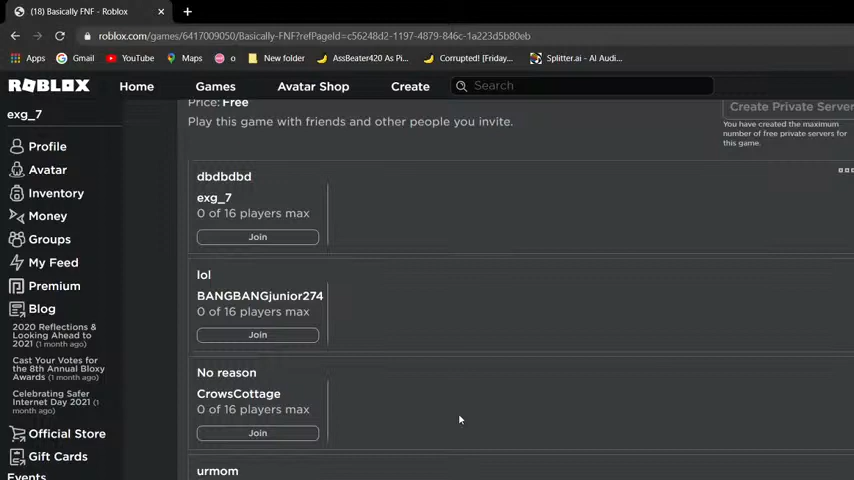 (18) Basically FNF - Roblox
roblox.com/games/6417009050/Basically-FNF?refPageId=c56248d2-1197-4879-846c-1a223d5b80eb
Apps Gmail YouTube Maps o New folder AssBeater420 As Pi... Corrupted! [Friday... Splitter.ai - AI Audi...
ROBLOX Home Games Avatar Shop Create Search
exg_7
Profile
Avatar
Inventory
Money
Groups
My Feed
Premium
Blog
2020 Reflections &
Looking Ahead to
2021 (1 month ago)
Cast Your Votes for
the 8th Annual Bloxy
Awards (1 month ago)
Celebrating Safer
Internet Day 2021 (1
month ago)
Official Store
Gift Cards
Events
Price: Free
Play this game with friends and other people you invite.
Create Private Server
You have created the maximum
number of free private servers for
this game.
dbdbdbd
exg_7
0 of 16 players max
Join
lol
BANGBANGjunior274
0 of 16 players max
Join
No reason
CrowsCottage
0 of 16 players max
Join
urmom